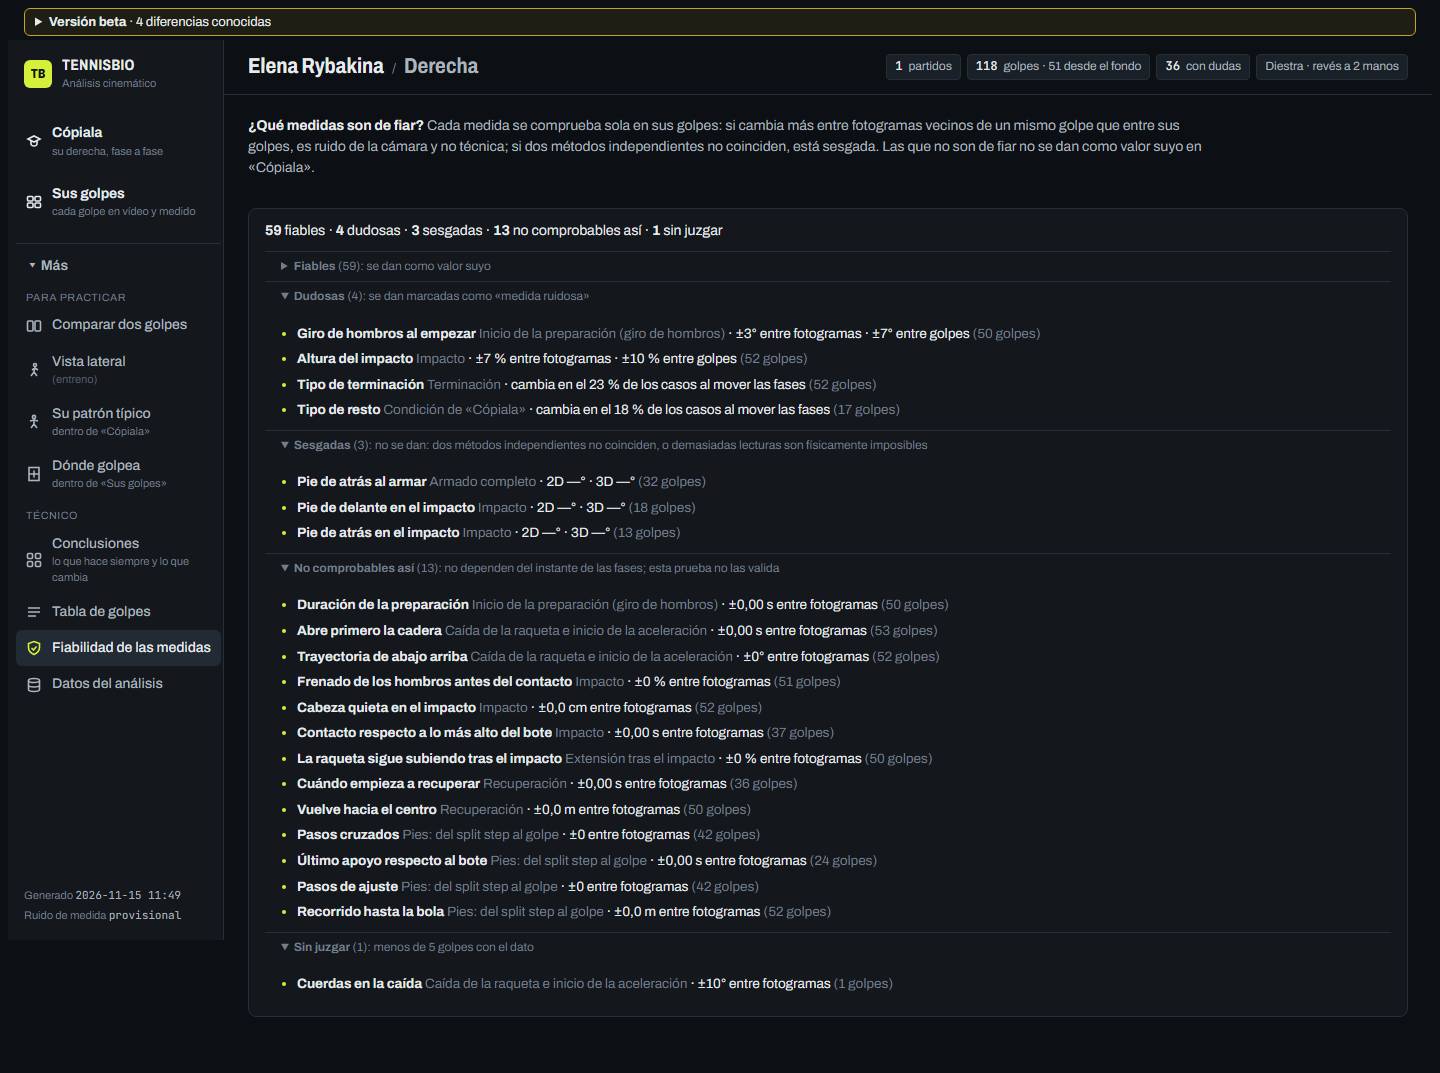 Versión beta · 4 diferencias conocidas
TB
TENNISBIO
Análisis cinemático
Cópiala
su derecha, fase a fase
Sus golpes
cada golpe en vídeo y medido
Más
PARA PRACTICAR
Comparar dos golpes
Vista lateral
(entreno)
Su patrón típico
dentro de «Cópiala»
Dónde golpea
dentro de «Sus golpes»
TÉCNICO
Conclusiones
lo que hace siempre y lo que
cambia
Tabla de golpes
Fiabilidad de las medidas
Datos del análisis
Generado 2026-11-15 11:49
Ruido de medida provisional
Elena Rybakina / Derecha
1 partidos
118 golpes · 51 desde el fondo
36 con dudas
Diestra · revés a 2 manos
¿Qué medidas son de fiar? Cada medida se comprueba sola en sus golpes: si cambia más entre fotogramas vecinos de un mismo golpe que entre sus
golpes, es ruido de la cámara y no técnica; si dos métodos independientes no coinciden, está sesgada. Las que no son de fiar no se dan como valor suyo en
«Cópiala».
59 fiables · 4 dudosas · 3 sesgadas · 13 no comprobables así · 1 sin juzgar
Fiables (59): se dan como valor suyo
Dudosas (4): se dan marcadas como «medida ruidosa»
Giro de hombros al empezar Inicio de la preparación (giro de hombros) · ±3° entre fotogramas · ±7° entre golpes (50 golpes)
Altura del impacto Impacto · ±7 % entre fotogramas · ±10 % entre golpes (52 golpes)
Tipo de terminación Terminación · cambia en el 23 % de los casos al mover las fases (52 golpes)
Tipo de resto Condición de «Cópiala» · cambia en el 18 % de los casos al mover las fases (17 golpes)
Sesgadas (3): no se dan: dos métodos independientes no coinciden, o demasiadas lecturas son físicamente imposibles
Pie de atrás al armar Armado completo · 2D —° · 3D —° (32 golpes)
Pie de delante en el impacto Impacto · 2D —° · 3D —° (18 golpes)
Pie de atrás en el impacto Impacto · 2D —° · 3D —° (13 golpes)
No comprobables así (13): no dependen del instante de las fases; esta prueba no las valida
Duración de la preparación Inicio de la preparación (giro de hombros) · ±0,00 s entre fotogramas (50 golpes)
Abre primero la cadera Caída de la raqueta e inicio de la aceleración · ±0,00 s entre fotogramas (53 golpes)
Trayectoria de abajo arriba Caída de la raqueta e inicio de la aceleración · ±0° entre fotogramas (52 golpes)
Frenado de los hombros antes del contacto Impacto · ±0 % entre fotogramas (51 golpes)
Cabeza quieta en el impacto Impacto · ±0,0 cm entre fotogramas (52 golpes)
Contacto respecto a lo más alto del bote Impacto · ±0,00 s entre fotogramas (37 golpes)
La raqueta sigue subiendo tras el impacto Extensión tras el impacto · ±0 % entre fotogramas (50 golpes)
Cuándo empieza a recuperar Recuperación · ±0,00 s entre fotogramas (36 golpes)
Vuelve hacia el centro Recuperación · ±0,0 m entre fotogramas (50 golpes)
Pasos cruzados Pies: del split step al golpe · ±0 entre fotogramas (42 golpes)
Último apoyo respecto al bote Pies: del split step al golpe · ±0,00 s entre fotogramas (24 golpes)
Pasos de ajuste Pies: del split step al golpe · ±0 entre fotogramas (42 golpes)
Recorrido hasta la bola Pies: del split step al golpe · ±0,0 m entre fotogramas (52 golpes)
Sin juzgar (1): menos de 5 golpes con el dato
Cuerdas en la caída Caída de la raqueta e inicio de la aceleración · ±10° entre fotogramas (1 golpes)